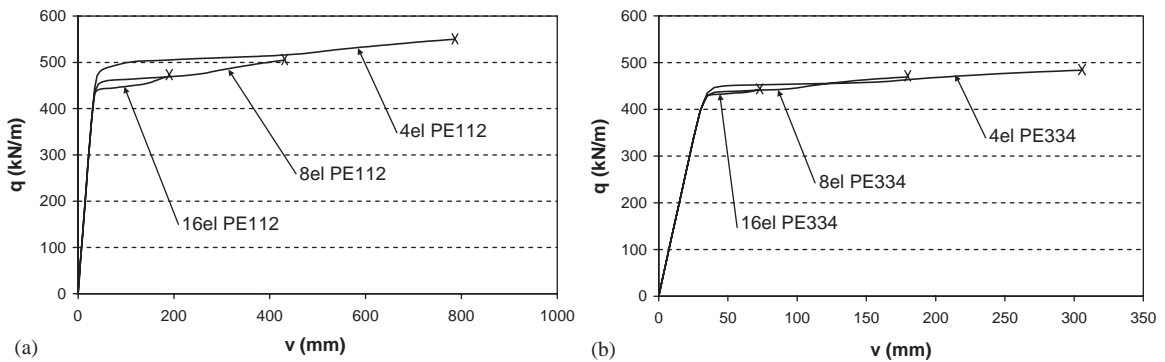 600
500
400
300
200
100
0
q (kN/m)
4el PE112
8el PE112
16el PE112
0 200 400 600 800 1000
(a) v (mm)
600
500
400
300
200
100
0
q (kN/m)
4el PE334
8el PE334
16el PE334
0 50 100 150 200 250 300 350
(b) v (mm)